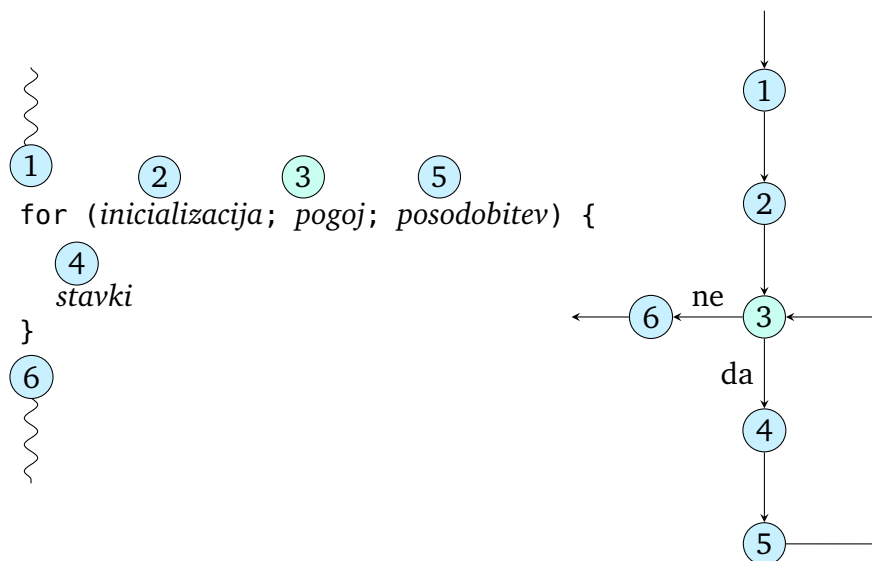 1
2 3 5
for (inicializacija; pogoj; posodobitev) {
4
stavki
}
6
1
2
6 ne 3
da
4
5